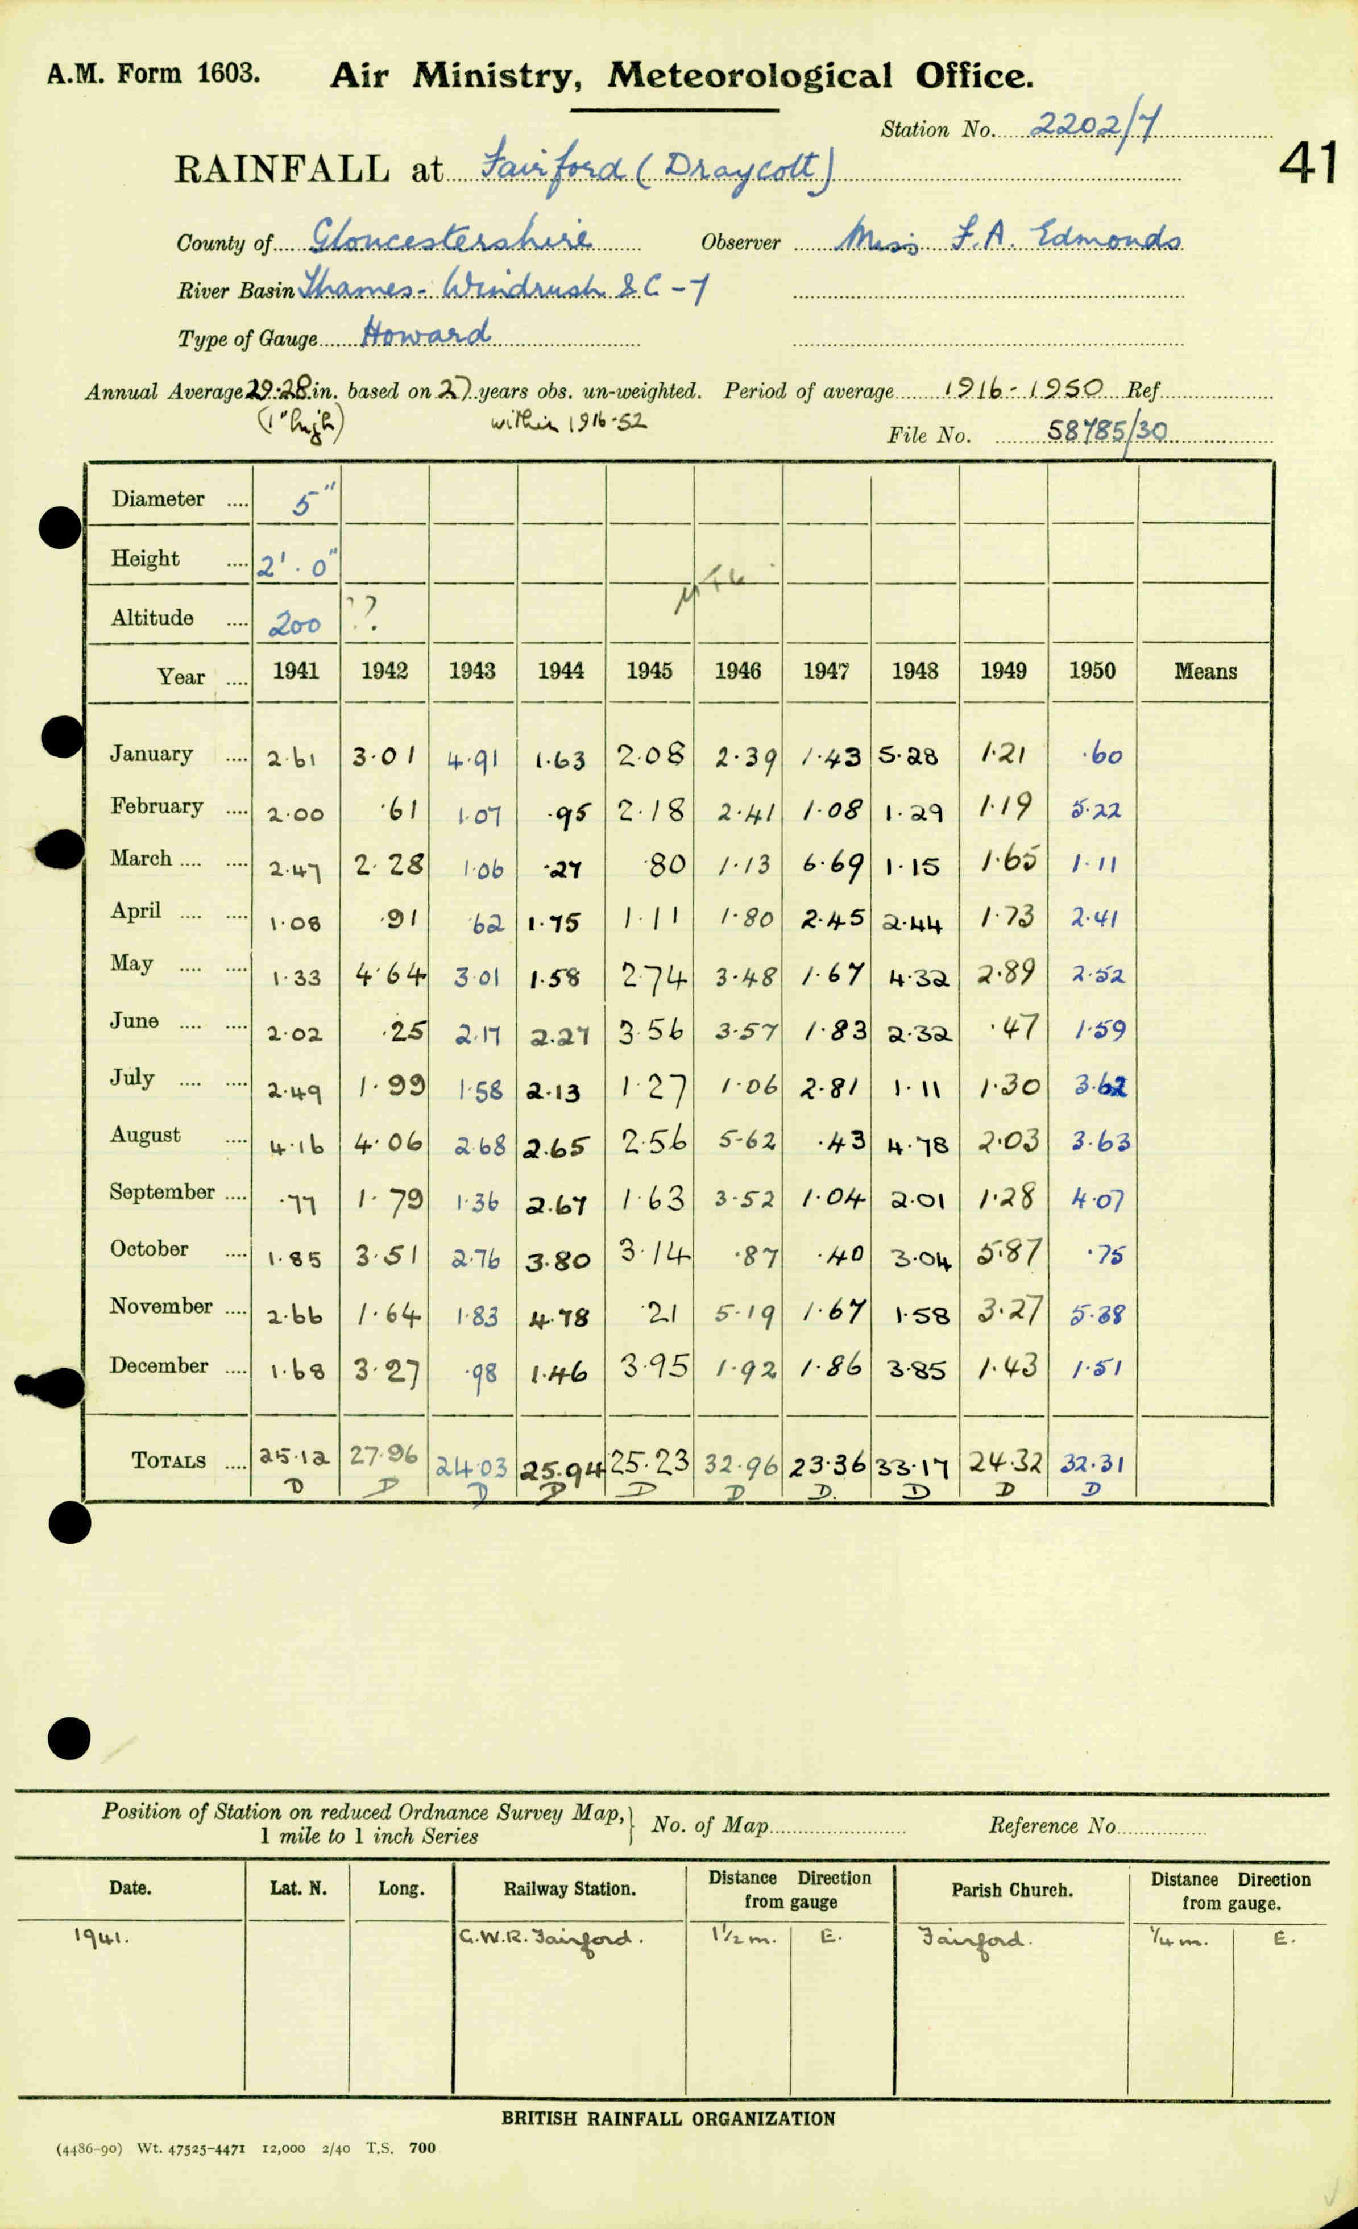 A.M. Form 1603. Air Ministry, Meteorological Office.
Station No. 2202/7
41
RAINFALL at Fairford (Draycott)
County of Gloucestershire Observer Miss F.A. Edmonds
River Basin Thames - Windrush & C - 7
Type of Gauge Howard
Annual Average 29.28 in. based on 27 years obs. un-weighted. Period of average 1916-1950 Ref.
(1" high) within 1916-52
File No. 58785/30
Diameter .... 5"
Height .... 2'.0"
Altitude .... 200 ??
Year .... 1941 1942 1943 1944 1945 1946 1947 1948 1949 1950 Means
January .... 2.61 3.01 4.91 1.63 2.08 2.39 1.43 5.28 1.21 .60
February .... 2.00 .61 1.07 .95 2.18 2.41 1.08 1.29 1.19 5.22
March .... .... 2.47 2.28 1.06 .27 .80 1.13 6.69 1.15 1.65 1.11
April .... .... 1.08 .91 .62 1.75 1.11 1.80 2.45 2.44 1.73 2.41
May .... .... 1.33 4.64 3.01 1.58 2.74 3.48 1.67 4.32 2.89 2.52
June .... .... 2.02 .25 2.17 2.27 3.56 3.57 1.83 2.32 .47 1.59
July .... .... 2.49 1.99 1.58 2.13 1.27 1.06 2.81 1.11 1.30 3.62
August .... 4.16 4.06 2.68 2.65 2.56 5.62 .43 4.78 2.03 3.63
September .... .77 1.79 1.36 2.67 1.63 3.52 1.04 2.01 1.28 4.07
October .... 1.85 3.51 2.76 3.80 3.14 .87 .40 3.04 5.87 .75
November .... 2.66 1.64 1.83 4.78 .21 5.19 1.67 1.58 3.27 5.28
December .... 1.68 3.27 .98 1.46 3.95 1.92 1.86 3.85 1.43 1.51
TOTALS .... 25.12 27.96 24.03 25.94 25.23 32.96 23.36 33.17 24.32 32.31
D D D D D D D. D D D
Position of Station on reduced Ordnance Survey Map,} No. of Map Reference No.
1 mile to 1 inch Series
Date. Lat. N. Long. Railway Station. Distance Direction from gauge Parish Church. Distance Direction from gauge.
1941. G.W.R. Fairford. 1½ m. E. Fairford. ¼ m. E.
BRITISH RAINFALL ORGANIZATION
(4486-90) Wt. 47525-4471 12,000 2/40 T.S. 700